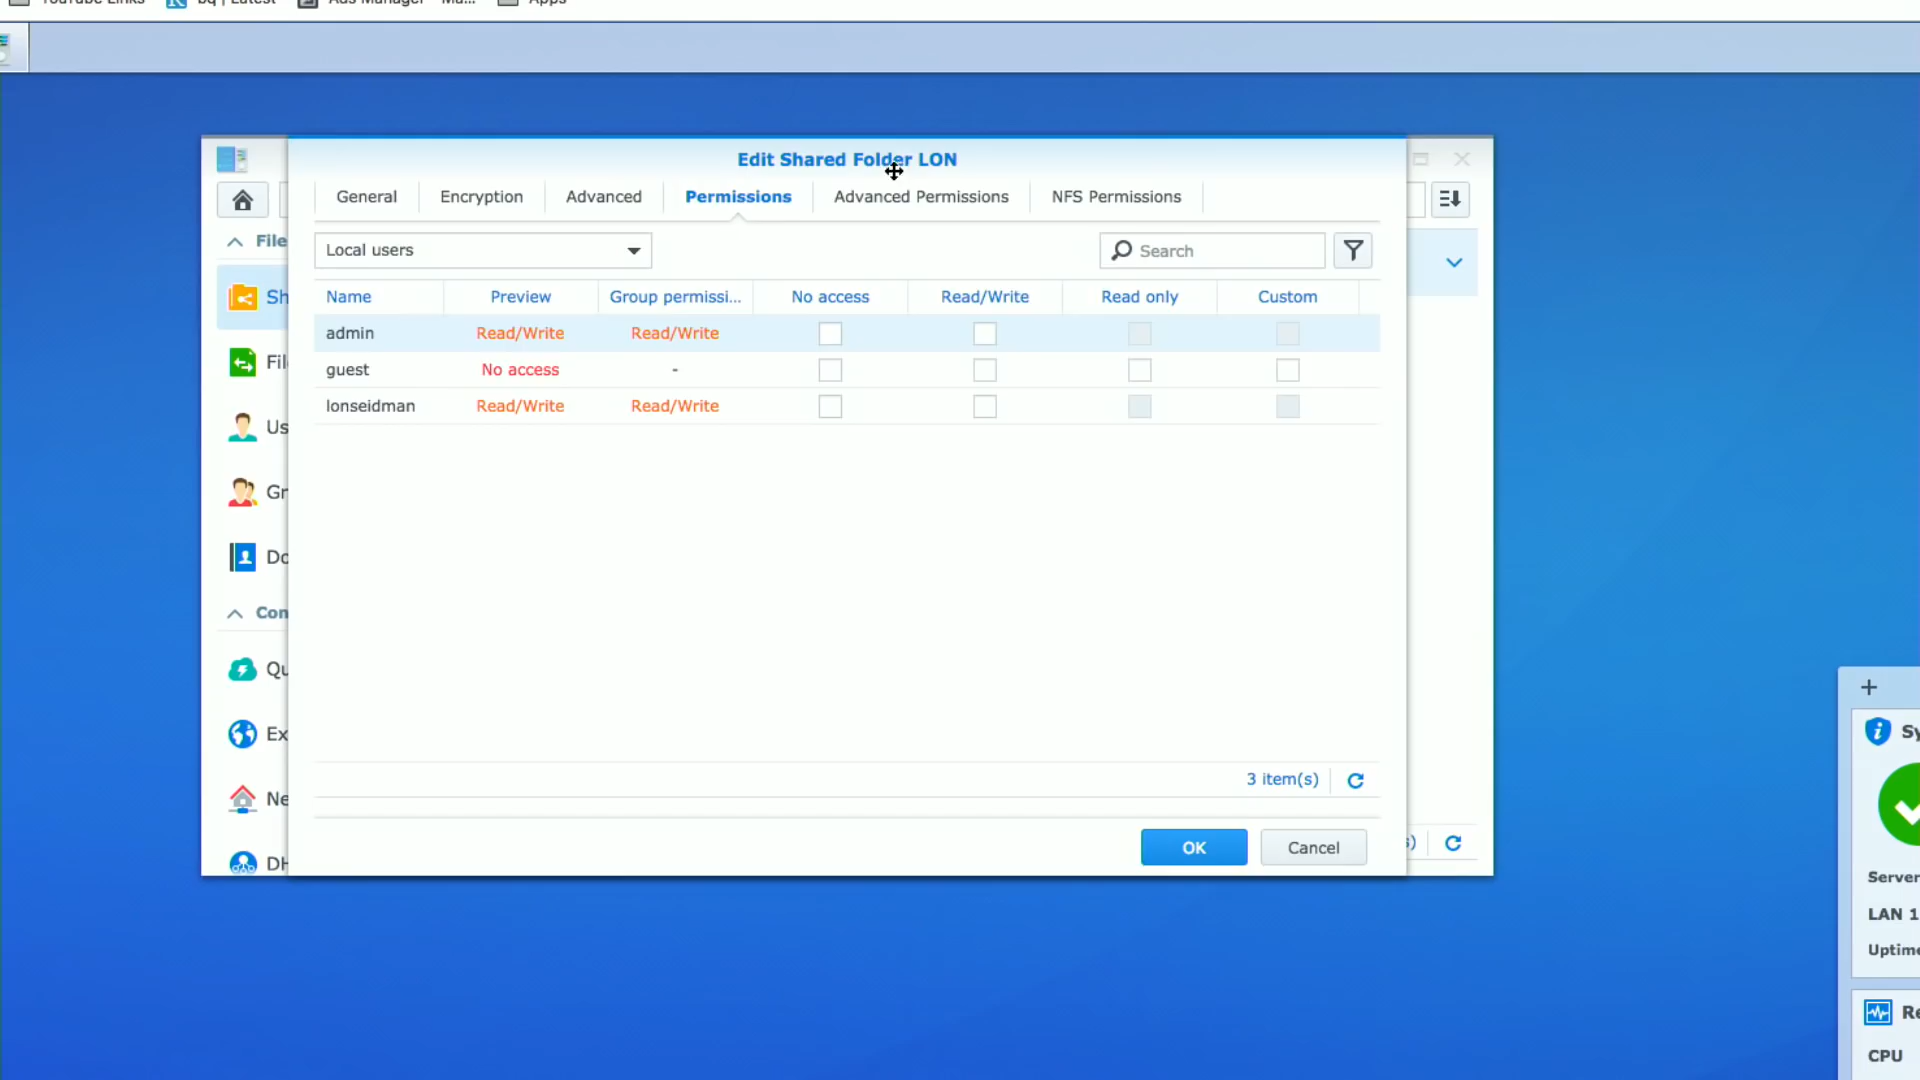 YouTube Links
bq | Latest
Ads Manager - Ma...
Apps
Edit Shared Folder LON
General
Encryption
Advanced
Permissions
Advanced Permissions
NFS Permissions
Local users
Search
Name
Preview
Group permissi...
No access
Read/Write
Read only
Custom
admin
Read/Write
Read/Write
guest
No access
-
lonseidman
Read/Write
Read/Write
3 item(s)
OK
Cancel
File
Sh
Fil
Us
Gr
Do
Con
Qu
Ex
Ne
DH
s)
+
Sy
Server
LAN 1
Uptime
Re
CPU